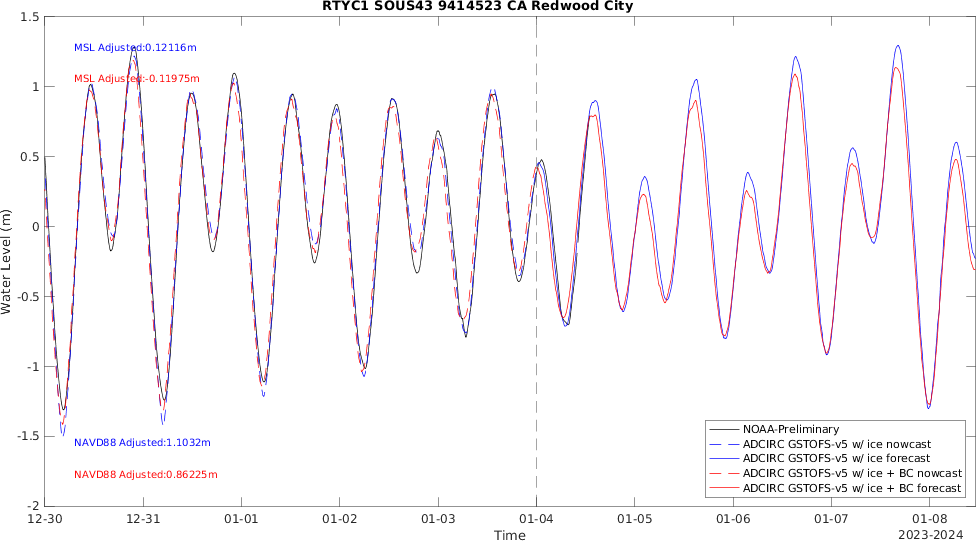 RTYC1 SOUS43 9414523 CA Redwood City
MSL Adjusted:0.12116m
MSL Adjusted:-0.11975m
NAVD88 Adjusted:1.1032m
NAVD88 Adjusted:0.86225m
Water Level (m)
1.5
1
0.5
0
-0.5
-1
-1.5
-2
NOAA-Preliminary
ADCIRC GSTOFS-v5 w/ ice nowcast
ADCIRC GSTOFS-v5 w/ ice forecast
ADCIRC GSTOFS-v5 w/ ice + BC nowcast
ADCIRC GSTOFS-v5 w/ ice + BC forecast
12-30 12-31 01-01 01-02 01-03 01-04 01-05 01-06 01-07 01-08
Time
2023-2024